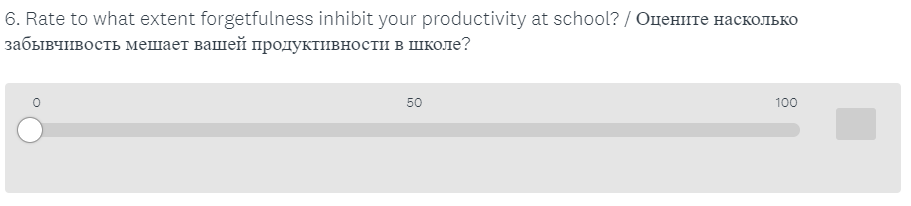 6. Rate to what extent forgetfulness inhibit your productivity at school? / Оцените насколько
забывчивость мешает вашей продуктивности в школе?
0 50 100